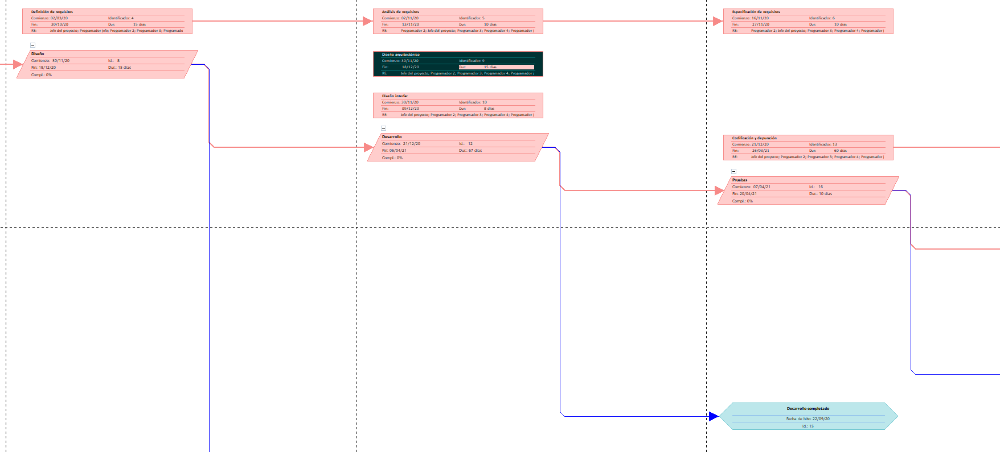 Definición de requisitos
Comienzo: 02/03/20 Identificador: 4
Fin: 30/10/20 Dur: 15 días
RE: Jefe del proyecto; Programador jefe; Programador 2; Programador 3; Programado
Análisis de requisitos
Comienzo: 02/11/20 Identificador: 5
Fin: 13/11/20 Dur: 10 días
RE: Programador 2; Jefe del proyecto; Programador 3; Programador 4; Programador j
Especificación de requisitos
Comienzo: 16/11/20 Identificador: 6
Fin: 27/11/20 Dur: 10 días
RE: Programador 2; Jefe del proyecto; Programador 3; Programador 4; Programador j
Diseño
Comienzo: 30/11/20 Id.: 8
Fin: 18/12/20 Dur.: 15 días
Compl.: 0%
Diseño arquitectónico
Comienzo: 30/11/20 Identificador: 9
Fin: 18/12/20 Dur: 15 días
RE: Jefe del proyecto; Programador 2; Programador 3; Programador 4; Programador j
Diseño interfaz
Comienzo: 30/11/20 Identificador: 10
Fin: 09/12/20 Dur: 8 días
RE: Jefe del proyecto; Programador 2; Programador 3; Programador 4; Programador j
Desarrollo
Comienzo: 21/12/20 Id.: 12
Fin: 06/04/21 Dur.: 67 días
Compl.: 0%
Codificación y depuración
Comienzo: 21/12/20 Identificador: 13
Fin: 26/03/21 Dur: 60 días
RE: Jefe del proyecto; Programador 2; Programador 3; Programador 4; Programador j
Pruebas
Comienzo: 07/04/21 Id.: 16
Fin: 20/04/21 Dur.: 10 días
Compl.: 0%
Desarrollo completado
Fecha de hito: 22/09/20
Id.: 15